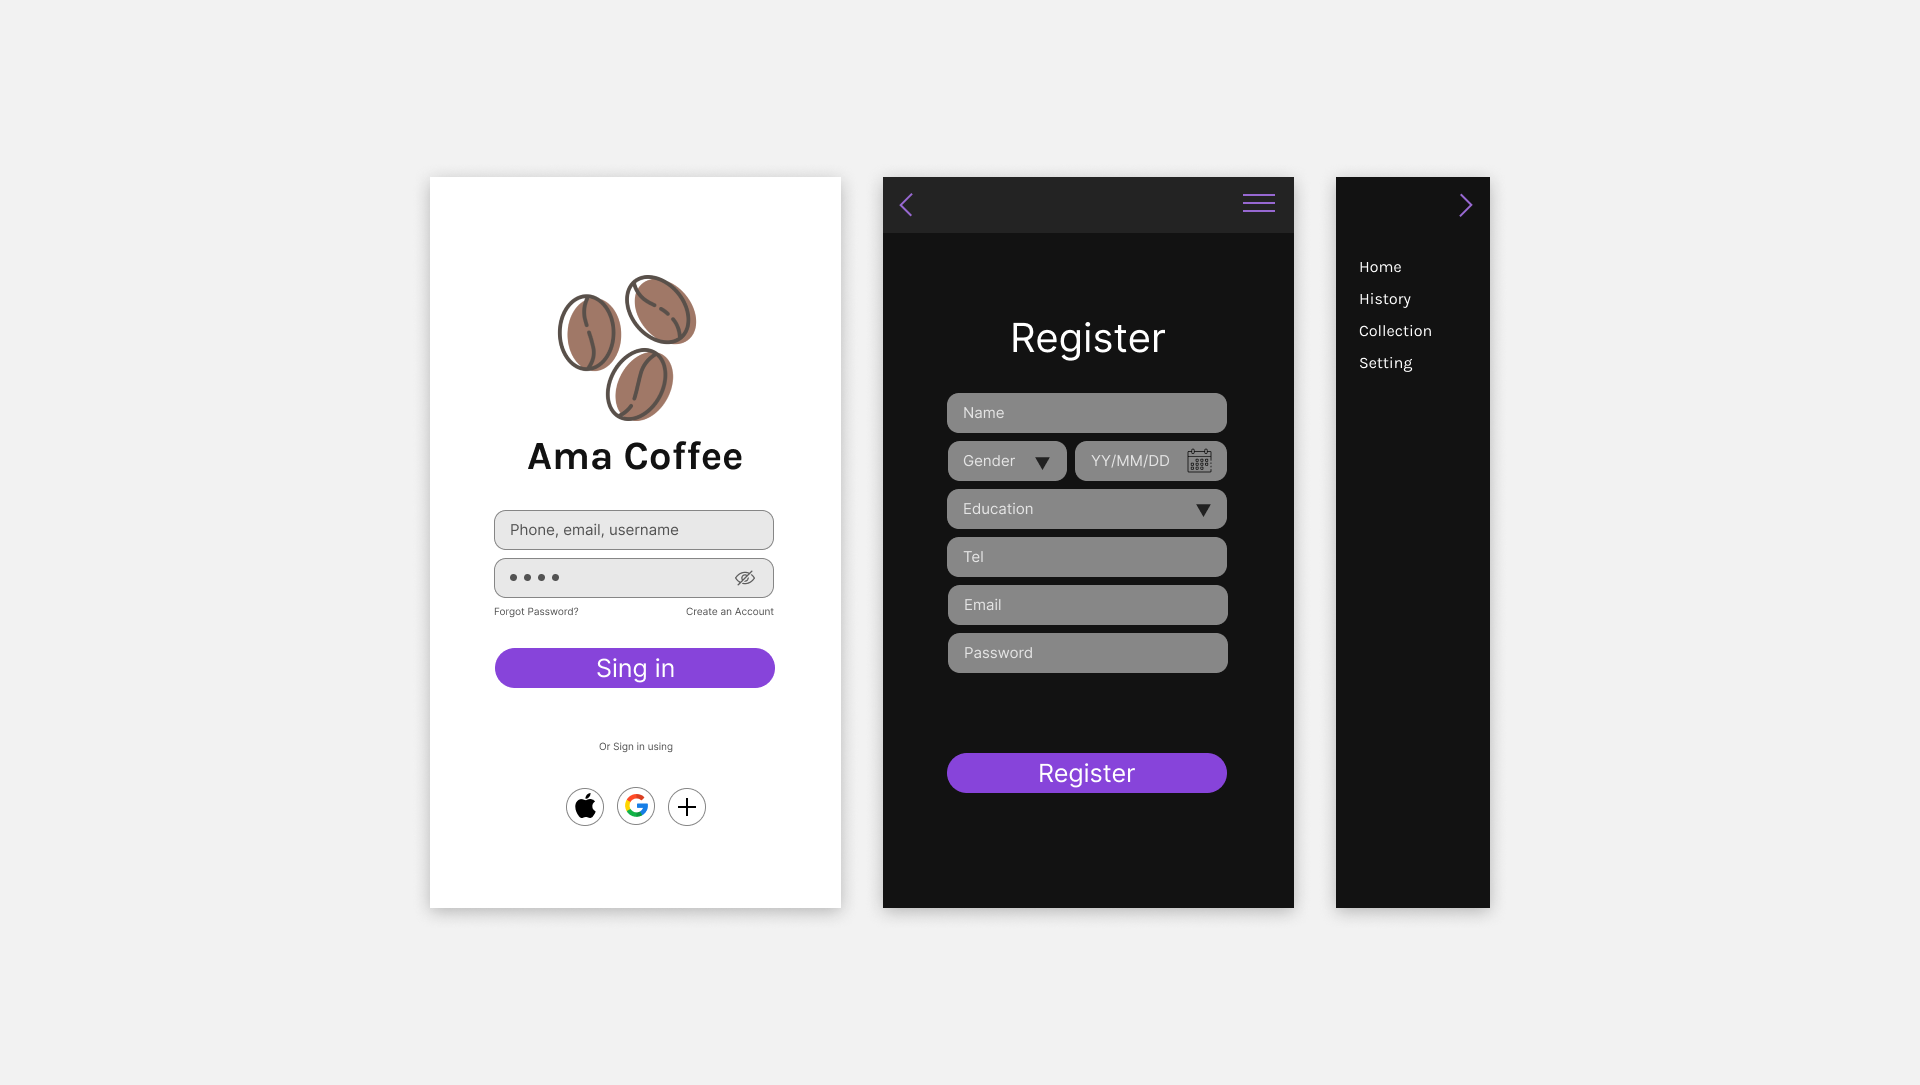 Ama Coffee
Phone, email, username
Forgot Password?
Create an Account
Sing in
Or Sign in using
Register
Name
Gender
YY/MM/DD
Education
Tel
Email
Password
Register
Home
History
Collection
Setting